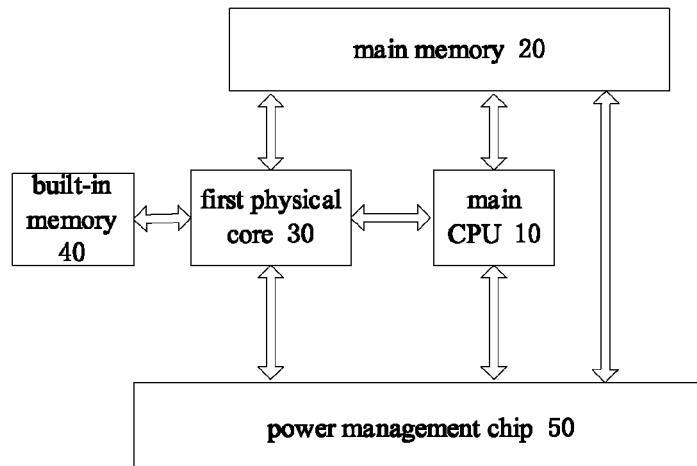 main memory 20
built-in
memory
40
first physical
core 30
main
CPU 10
power management chip 50